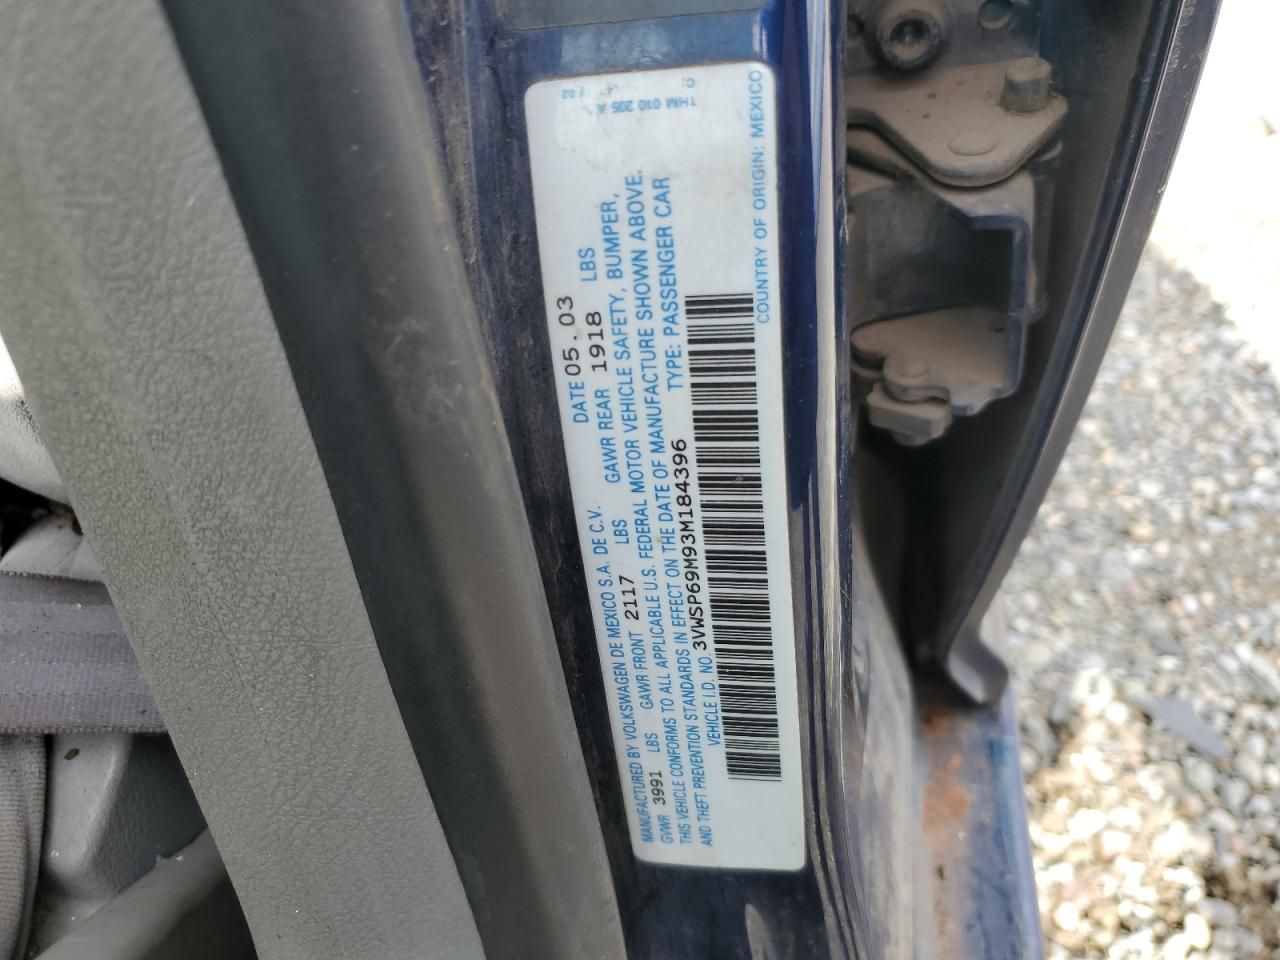 MANUFACTURED BY VOLKSWAGEN DE MEXICO S.A. DE C.V. DATE 05.03
GVWR 3991 LBS GAWR FRONT 2117 LBS GAWR REAR 1918 LBS
THIS VEHICLE CONFORMS TO ALL APPLICABLE U.S. FEDERAL MOTOR VEHICLE SAFETY, BUMPER,
AND THEFT PREVENTION STANDARDS IN EFFECT ON THE DATE OF MANUFACTURE SHOWN ABOVE.
VEHICLE I.D. NO. 3VWSP69M93M184396 TYPE: PASSENGER CAR
COUNTRY OF ORIGIN: MEXICO
1HM 010 205